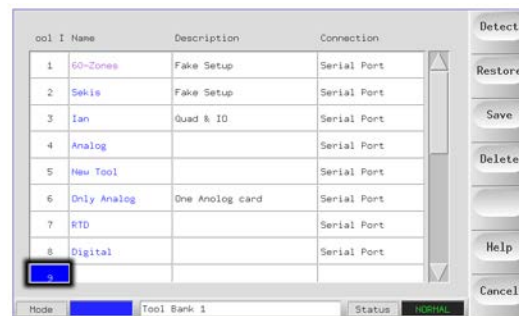 ool I Name Description Connection
1 60-Zones Fake Setup Serial Port
2 Sekis Fake Setup Serial Port
3 Ian Quad & IO Serial Port
4 Analog Serial Port
5 New Tool Serial Port
6 Only Analog One Anolog card Serial Port
7 RTD Serial Port
8 Digital Serial Port
9
Mode Tool Bank 1 Status NORMAL
Detect
Restore
Save
Delete
Help
Cancel